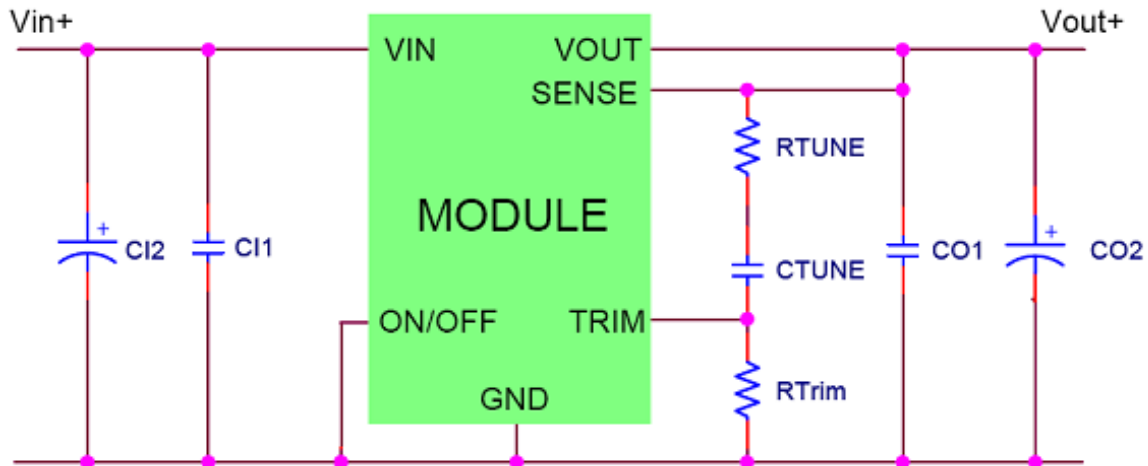 Vin+
Vout+
VIN
VOUT
SENSE
RTUNE
MODULE
+
CI2
CI1
CTUNE
CO1
+
CO2
ON/OFF
TRIM
GND
RTrim